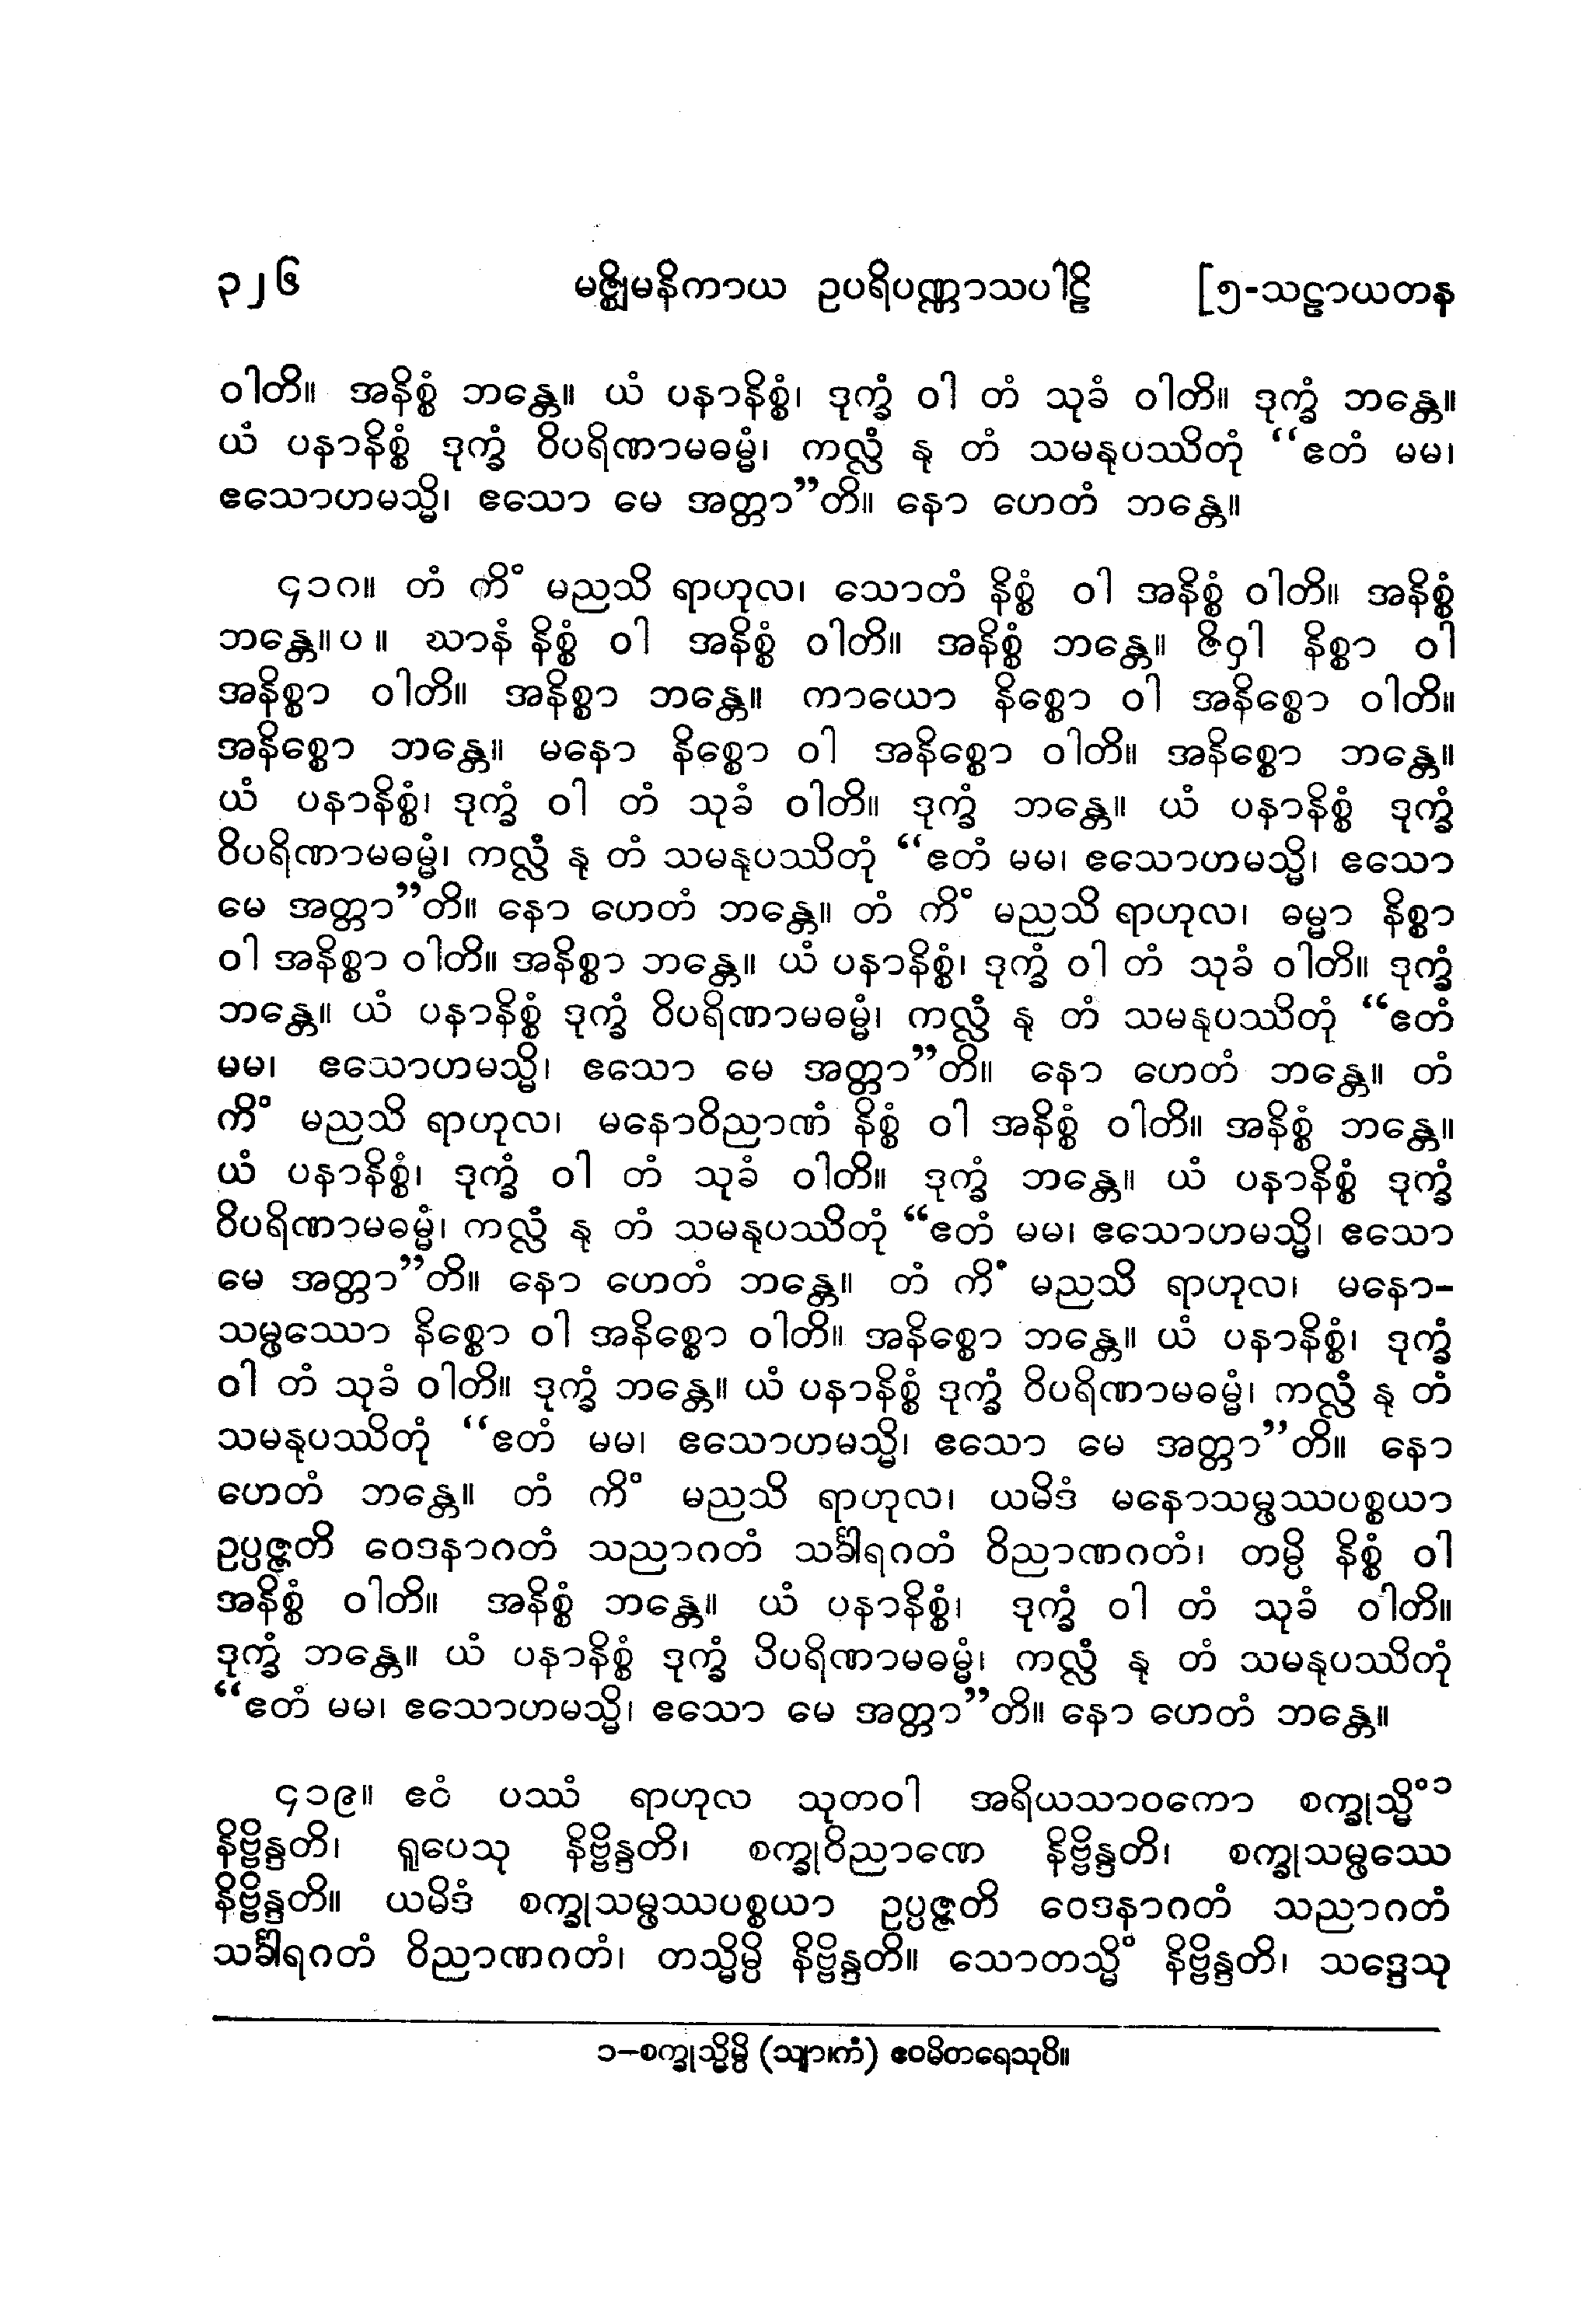 ၃၂၆ မဇ္ဈိမနိကာယ ဥပရိပဏ္ဏာသပါဠိ [၅-သဠာယတန
ဝါတိ။ အနိစ္စံ ဘန္တေ။ ယံ ပနာနိစ္စံ၊ ဒုက္ခံ ဝါ တံ သုခံ ဝါတိ။ ဒုက္ခံ ဘန္တေ။
ယံ ပနာနိစ္စံ ဒုက္ခံ ဝိပရိဏာမဓမ္မံ၊ ကလ္လံ နု တံ သမနုပဿိတုံ “ဧတံ မမ၊
ဧသောဟမသ္မိ၊ ဧသော မေ အတ္တာ”တိ။ နော ဟေတံ ဘန္တေ။
၄၁၈။ တံ ကိံ မညသိ ရာဟုလ၊ သောတံ နိစ္စံ ဝါ အနိစ္စံ ဝါတိ။ အနိစ္စံ
ဘန္တေ။ပ။ ဃာနံ နိစ္စံ ဝါ အနိစ္စံ ဝါတိ။ အနိစ္စံ ဘန္တေ။ ဇိဝှါ နိစ္စာ ဝါ
အနိစ္စာ ဝါတိ။ အနိစ္စာ ဘန္တေ။ ကာယော နိစ္စော ဝါ အနိစ္စော ဝါတိ။
အနိစ္စော ဘန္တေ။ မနော နိစ္စော ဝါ အနိစ္စော ဝါတိ။ အနိစ္စော ဘန္တေ။
ယံ ပနာနိစ္စံ၊ ဒုက္ခံ ဝါ တံ သုခံ ဝါတိ။ ဒုက္ခံ ဘန္တေ။ ယံ ပနာနိစ္စံ ဒုက္ခံ
ဝိပရိဏာမဓမ္မံ၊ ကလ္လံ နု တံ သမနုပဿိတုံ “ဧတံ မမ၊ ဧသောဟမသ္မိ၊ ဧသော
မေ အတ္တာ”တိ။ နော ဟေတံ ဘန္တေ။ တံ ကိံ မညသိ ရာဟုလ၊ ဓမ္မာ နိစ္စာ
ဝါ အနိစ္စာ ဝါတိ။ အနိစ္စာ ဘန္တေ။ ယံ ပနာနိစ္စံ၊ ဒုက္ခံ ဝါ တံ သုခံ ဝါတိ။ ဒုက္ခံ
ဘန္တေ။ ယံ ပနာနိစ္စံ ဒုက္ခံ ဝိပရိဏာမဓမ္မံ၊ ကလ္လံ နု တံ သမနုပဿိတုံ “ဧတံ
မမ၊ ဧသောဟမသ္မိ၊ ဧသော မေ အတ္တာ”တိ။ နော ဟေတံ ဘန္တေ။ တံ
ကိံ မညသိ ရာဟုလ၊ မနောဝိညာဏံ နိစ္စံ ဝါ အနိစ္စံ ဝါတိ။ အနိစ္စံ ဘန္တေ။
ယံ ပနာနိစ္စံ၊ ဒုက္ခံ ဝါ တံ သုခံ ဝါတိ။ ဒုက္ခံ ဘန္တေ။ ယံ ပနာနိစ္စံ ဒုက္ခံ
ဝိပရိဏာမဓမ္မံ၊ ကလ္လံ နု တံ သမနုပဿိတုံ “ဧတံ မမ၊ ဧသောဟမသ္မိ၊ ဧသော
မေ အတ္တာ”တိ။ နော ဟေတံ ဘန္တေ။ တံ ကိံ မညသိ ရာဟုလ၊ မနော-
သမ္ဖဿော နိစ္စော ဝါ အနိစ္စော ဝါတိ။ အနိစ္စော ဘန္တေ။ ယံ ပနာနိစ္စံ၊ ဒုက္ခံ
ဝါ တံ သုခံ ဝါတိ။ ဒုက္ခံ ဘန္တေ။ ယံ ပနာနိစ္စံ ဒုက္ခံ ဝိပရိဏာမဓမ္မံ၊ ကလ္လံ နု တံ
သမနုပဿိတုံ “ဧတံ မမ၊ ဧသောဟမသ္မိ၊ ဧသော မေ အတ္တာ”တိ။ နော
ဟေတံ ဘန္တေ။ တံ ကိံ မညသိ ရာဟုလ၊ ယမိဒံ မနောသမ္ဖဿပစ္စယာ
ဥပ္ပဇ္ဇတိ ဝေဒနာဂတံ သညာဂတံ သင်္ခါရဂတံ ဝိညာဏဂတံ၊ တမ္ပိ နိစ္စံ ဝါ
အနိစ္စံ ဝါတိ။ အနိစ္စံ ဘန္တေ။ ယံ ပနာနိစ္စံ၊ ဒုက္ခံ ဝါ တံ သုခံ ဝါတိ။
ဒုက္ခံ ဘန္တေ။ ယံ ပနာနိစ္စံ ဒုက္ခံ ဝိပရိဏာမဓမ္မံ၊ ကလ္လံ နု တံ သမနုပဿိတုံ
“ဧတံ မမ၊ ဧသောဟမသ္မိ၊ ဧသော မေ အတ္တာ”တိ။ နော ဟေတံ ဘန္တေ။
၄၁၉။ ဧဝံ ပဿံ ရာဟုလ သုတဝါ အရိယသာဝကော စက္ခုသ္မိံ၁
နိဗ္ဗိန္ဒတိ၊ ရူပေသု နိဗ္ဗိန္ဒတိ၊ စက္ခုဝိညာဏေ နိဗ္ဗိန္ဒတိ၊ စက္ခုသမ္ဖဿေ
နိဗ္ဗိန္ဒတိ။ ယမိဒံ စက္ခုသမ္ဖဿပစ္စယာ ဥပ္ပဇ္ဇတိ ဝေဒနာဂတံ သညာဂတံ
သင်္ခါရဂတံ ဝိညာဏဂတံ၊ တသ္မိမ္ပိ နိဗ္ဗိန္ဒတိ။ သောတသ္မိံ နိဗ္ဗိန္ဒတိ၊ သဒ္ဒေသု
၁-စက္ခုသ္မိမ္ပိ (သျာ၊ကံ) ဧဝမိတရေသုပိ။